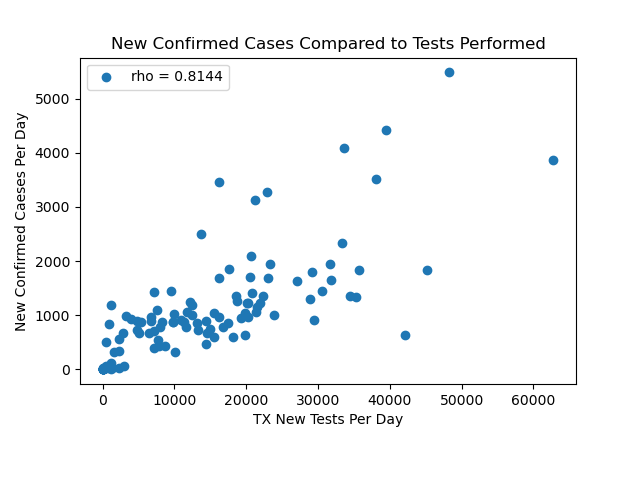 New Confirmed Cases Compared to Tests Performed
rho = 0.8144
New Confirmed Caeses Per Day
5000
4000
3000
2000
1000
0
0 10000 20000 30000 40000 50000 60000
TX New Tests Per Day